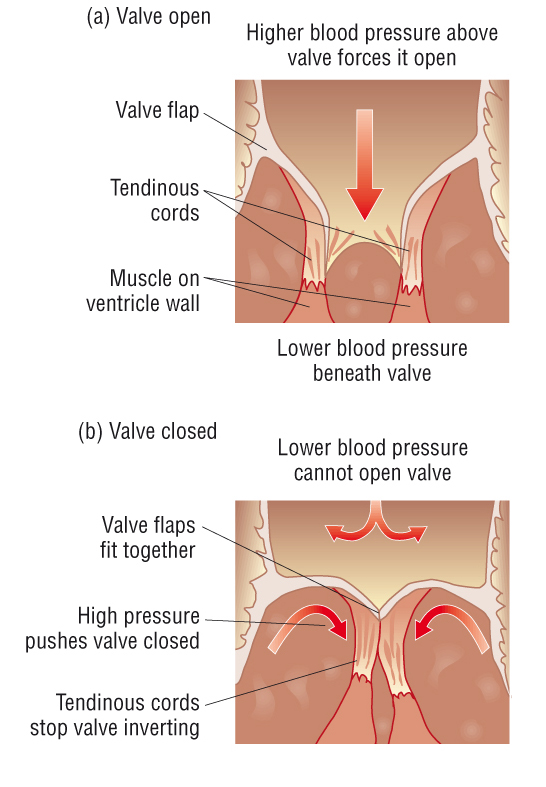 (a) Valve open
Higher blood pressure above
valve forces it open
Valve flap
Tendinous
cords
Muscle on
ventricle wall
Lower blood pressure
beneath valve
(b) Valve closed
Lower blood pressure
cannot open valve
Valve flaps
fit together
High pressure
pushes valve closed
Tendinous cords
stop valve inverting